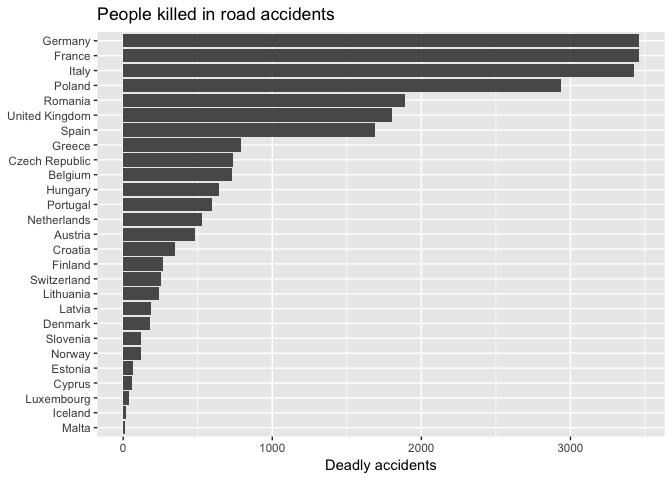 People killed in road accidents
Germany
France
Italy
Poland
Romania
United Kingdom
Spain
Greece
Czech Republic
Belgium
Hungary
Portugal
Netherlands
Austria
Croatia
Finland
Switzerland
Lithuania
Latvia
Denmark
Slovenia
Norway
Estonia
Cyprus
Luxembourg
Iceland
Malta
0 1000 2000 3000
Deadly accidents